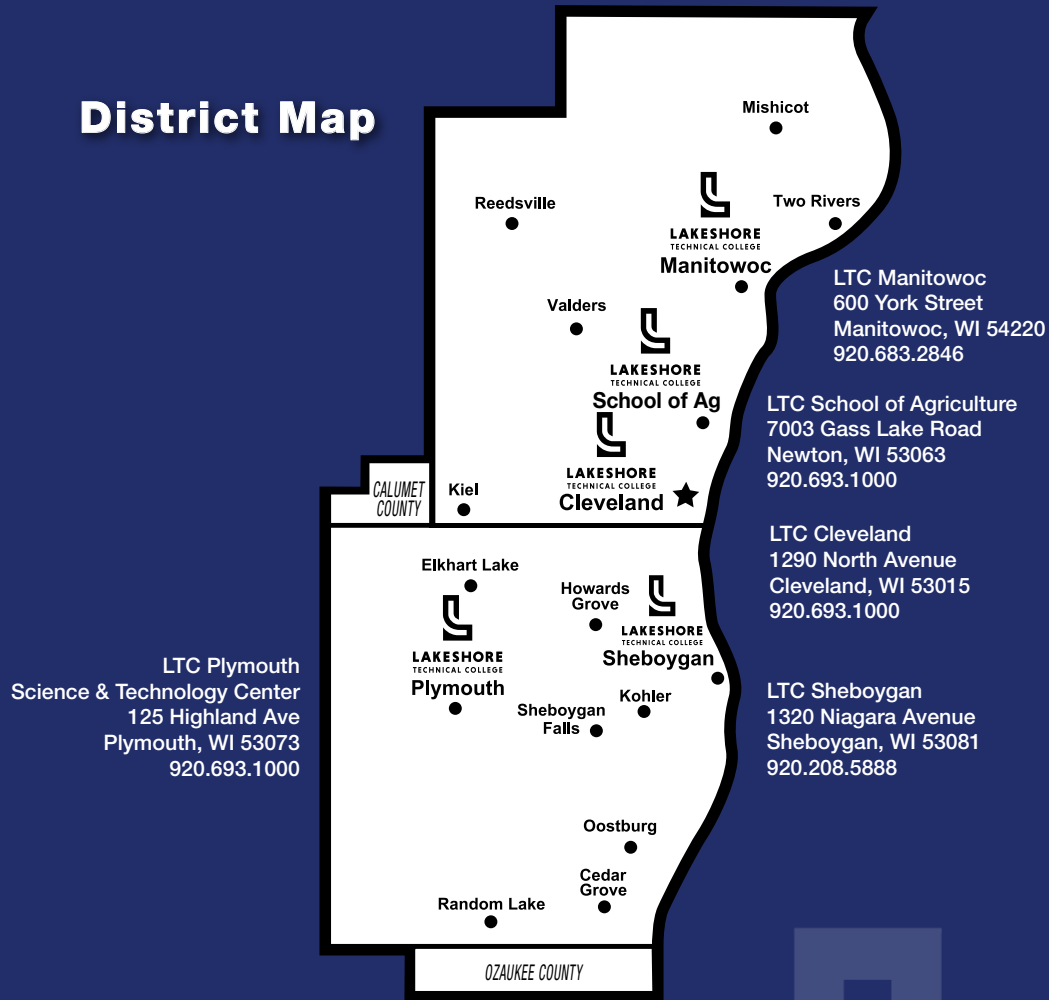 District Map
Mishicot
Reedsville
Two Rivers
LAKESHORE
TECHNICAL COLLEGE
Manitowoc
LTC Manitowoc
600 York Street
Manitowoc, WI 54220
920.683.2846
Valders
LAKESHORE
TECHNICAL COLLEGE
School of Ag
LTC School of Agriculture
7003 Gass Lake Road
Newton, WI 53063
920.693.1000
LAKESHORE
TECHNICAL COLLEGE
Cleveland
CALUMET
COUNTY
Kiel
LTC Cleveland
1290 North Avenue
Cleveland, WI 53015
920.693.1000
Elkhart Lake
Howards
Grove
LAKESHORE
TECHNICAL COLLEGE
Sheboygan
LAKESHORE
TECHNICAL COLLEGE
Plymouth
LTC Plymouth
Science & Technology Center
125 Highland Ave
Plymouth, WI 53073
920.693.1000
Kohler
Sheboygan
Falls
LTC Sheboygan
1320 Niagara Avenue
Sheboygan, WI 53081
920.208.5888
Oostburg
Cedar
Grove
Random Lake
OZAUKEE COUNTY